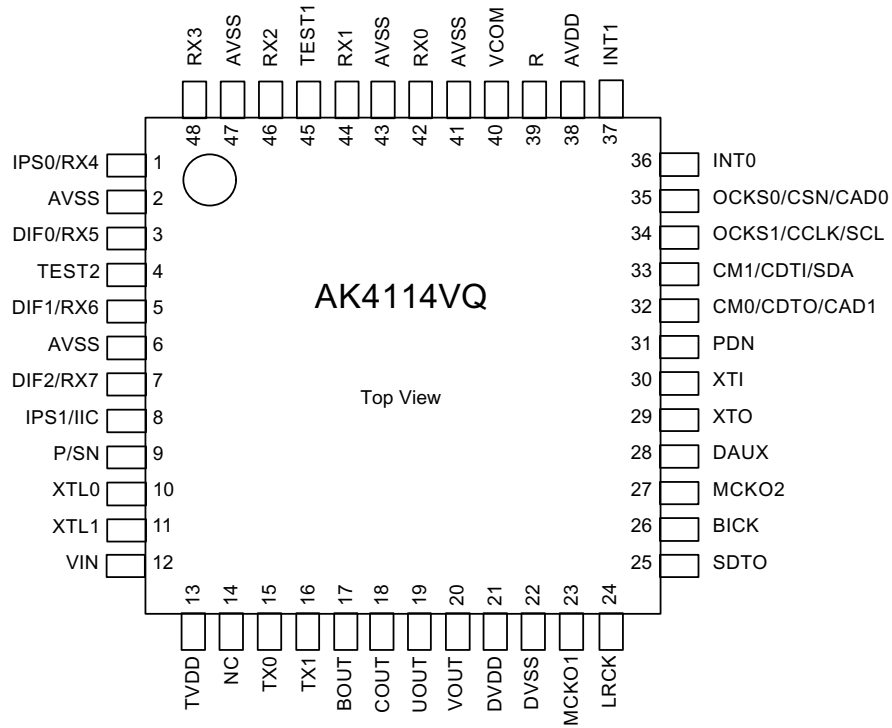 RX3 AVSS RX2 TEST1 RX1 AVSS RX0 AVSS VCOM R AVDD INT1
48 47 46 45 44 43 42 41 40 39 38 37
IPS0/RX4 1 36 INT0
AVSS 2 35 OCKS0/CSN/CAD0
DIF0/RX5 3 34 OCKS1/CCLK/SCL
TEST2 4 33 CM1/CDTI/SDA
DIF1/RX6 5 32 CM0/CDTO/CAD1
AK4114VQ
AVSS 6 31 PDN
DIF2/RX7 7 30 XTI
Top View
IPS1/IIC 8 29 XTO
P/SN 9 28 DAUX
XTL0 10 27 MCKO2
XTL1 11 26 BICK
VIN 12 25 SDTO
13 14 15 16 17 18 19 20 21 22 23 24
TVDD NC TX0 TX1 BOUT COUT UOUT VOUT DVDD DVSS MCKO1 LRCK